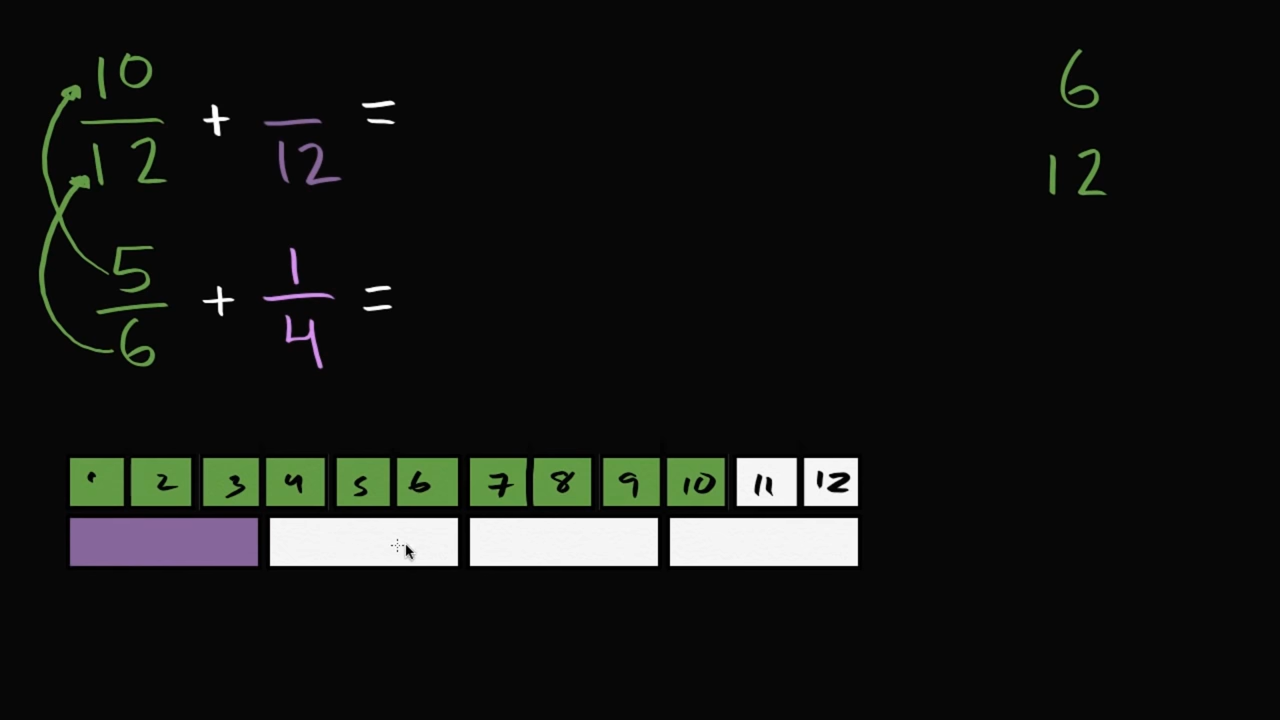 10/12 + /12 =
5/6 + 1/4 =
6
12
1 2 3 4 5 6 7 8 9 10 11 12